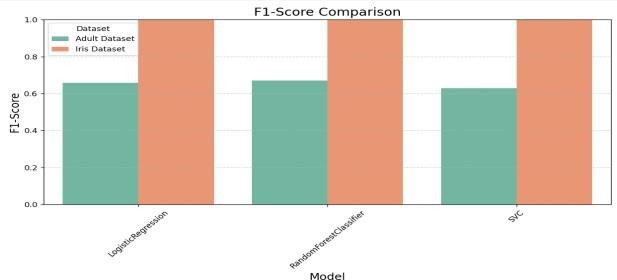 F1-Score Comparison
1.0
0.8
0.6
0.4
0.2
0.0
F1-Score
Dataset
Adult Dataset
Iris Dataset
LogisticRegression
RandomForestClassifier
SVC
Model